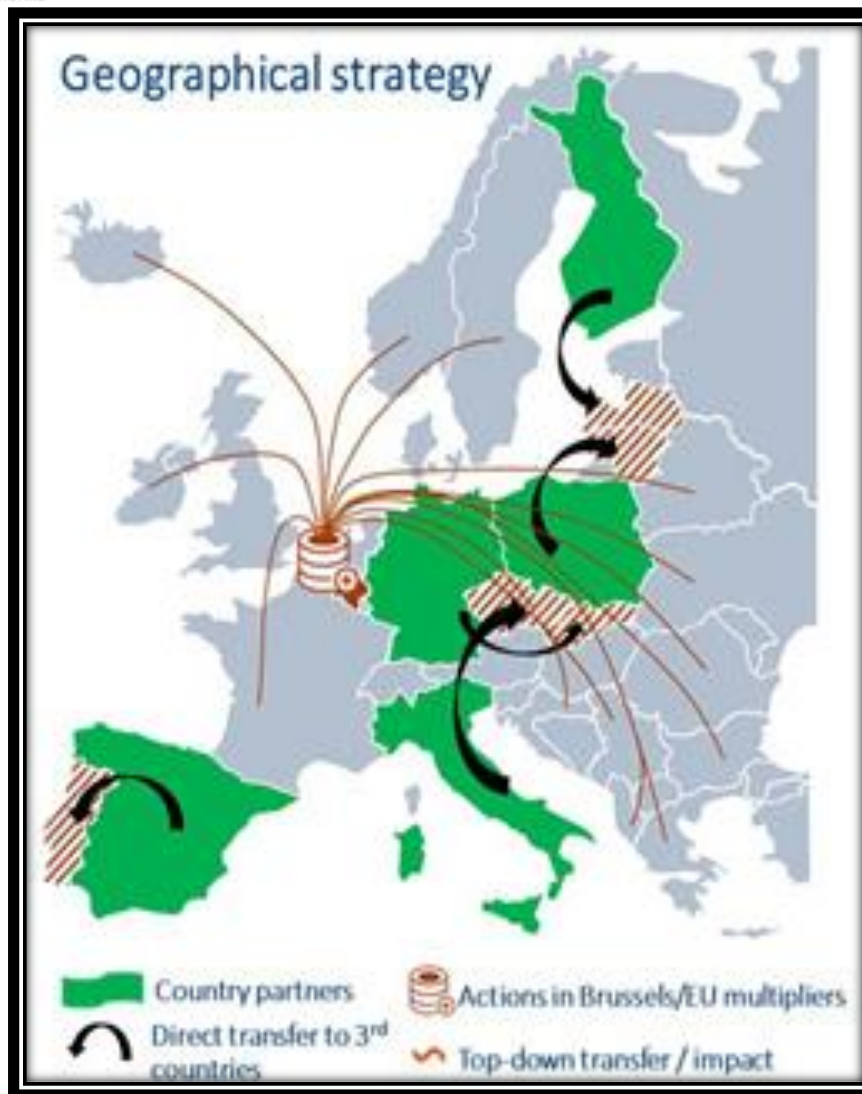 Geographical strategy
Country partners
Direct transfer to 3rd
countries
Actions in Brussels/EU multipliers
Top-down transfer / impact